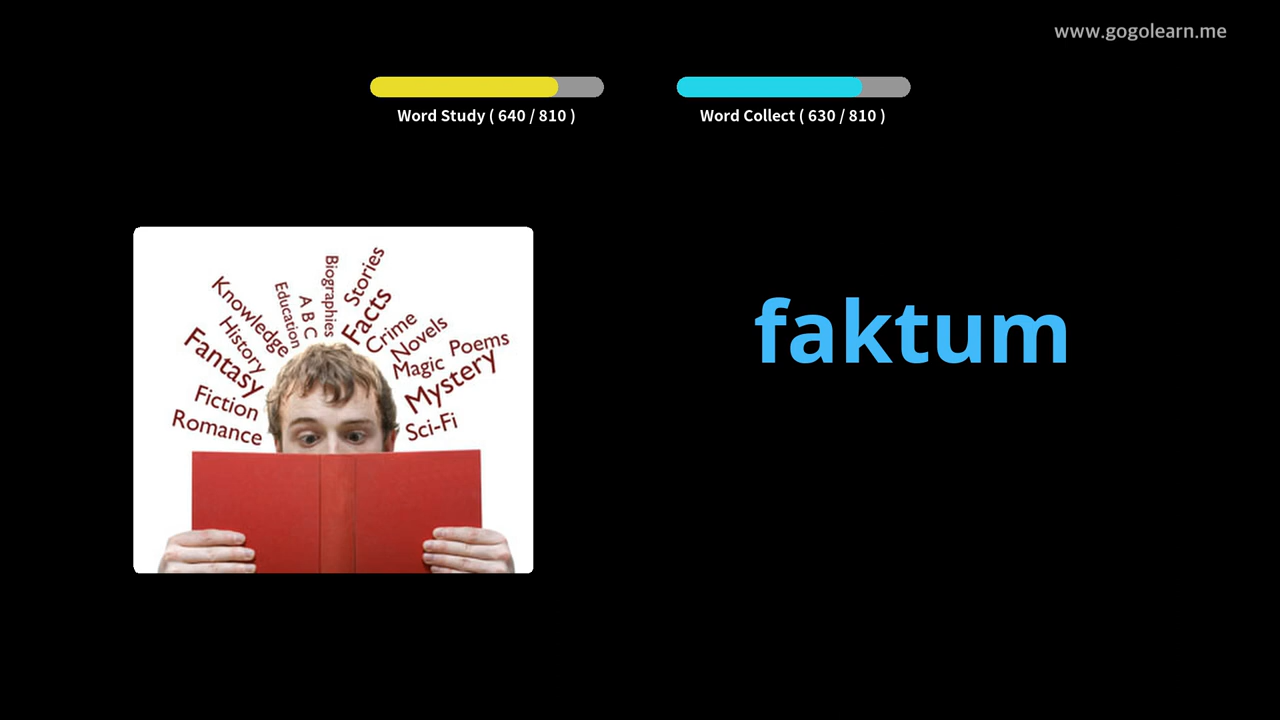 www.gogolearn.me
Word Study ( 640 / 810 )
Word Collect ( 630 / 810 )
faktum
Romance
Fiction
Fantasy
History
Knowledge
Education
A B C
Biographies
Stories
Facts
Crime
Novels
Magic
Poems
Mystery
Sci-Fi